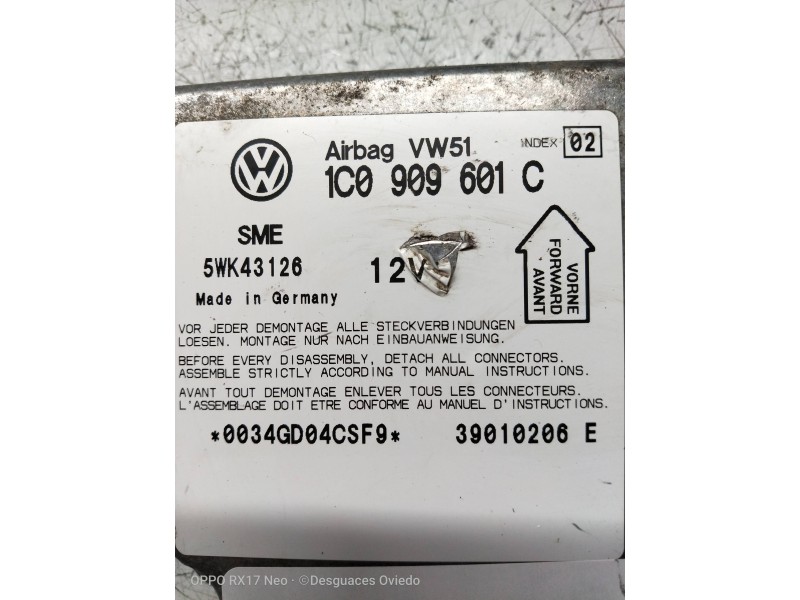 Airbag VW51 INDEX 02
1C0 909 601 C
SME
5WK43126 12V
Made in Germany
VORNE
FORWARD
AVANT
VOR JEDER DEMONTAGE ALLE STECKVERBINDUNGEN
LOESEN. MONTAGE NUR NACH EINBAUANWEISUNG.
BEFORE EVERY DISASSEMBLY, DETACH ALL CONNECTORS.
ASSEMBLE STRICTLY ACCORDING TO MANUAL INSTRUCTIONS.
AVANT TOUT DEMONTAGE ENLEVER TOUS LES CONNECTEURS.
L'ASSEMBLAGE DOIT ETRE CONFORME AU MANUEL D'INSTRUCTIONS.
*0034GD04CSF9* 39010206 E
OPPO RX17 Neo · ©Desguaces Oviedo